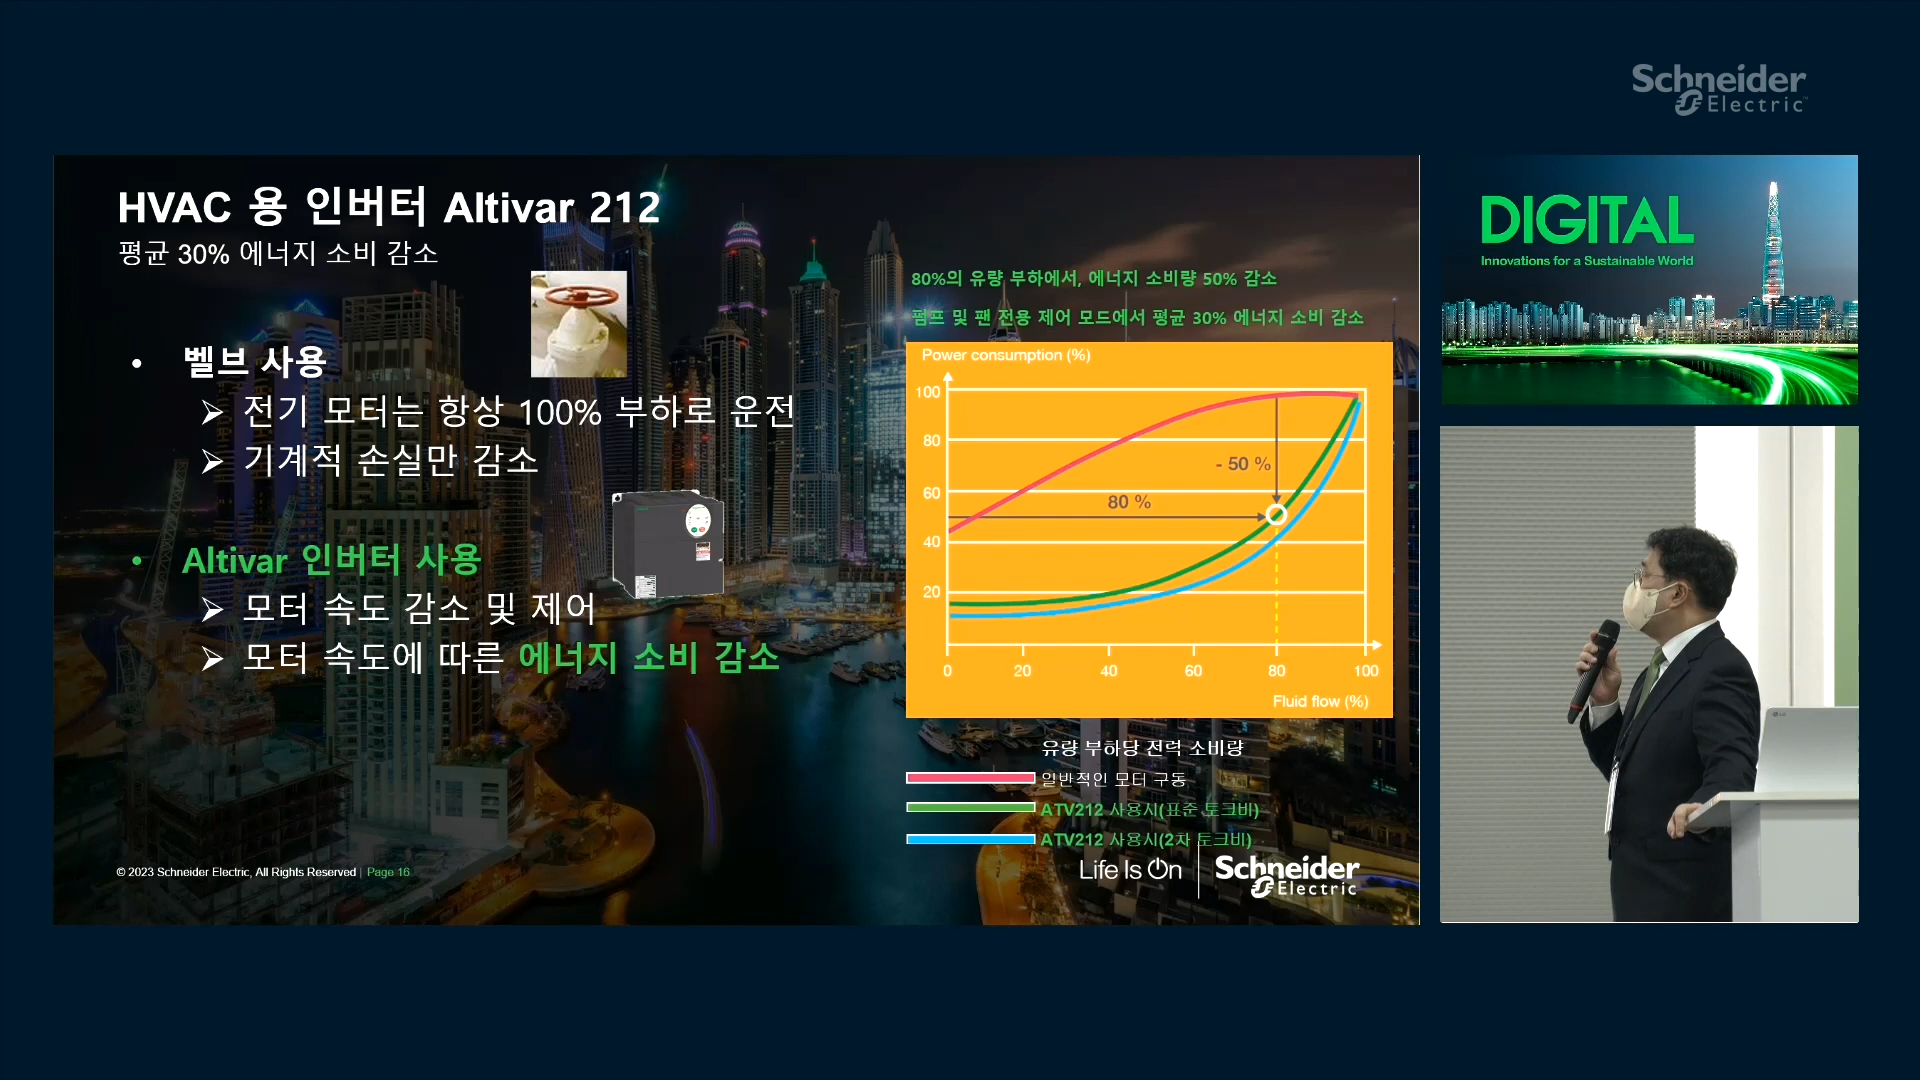 Schneider
Electric
HVAC 용 인버터 Altivar 212
평균 30% 에너지 소비 감소
• 벨브 사용
➢ 전기 모터는 항상 100% 부하로 운전
➢ 기계적 손실만 감소
• Altivar 인버터 사용
➢ 모터 속도 감소 및 제어
➢ 모터 속도에 따른 에너지 소비 감소
80%의 유량 부하에서, 에너지 소비량 50% 감소
펌프 및 팬 전용 제어 모드에서 평균 30% 에너지 소비 감소
Power consumption (%)
100
80
60
40
20
- 50 %
80 %
0 20 40 60 80 100
Fluid flow (%)
유량 부하당 전력 소비량
일반적인 모터 구동
ATV212 사용시(표준 토크비)
ATV212 사용시(2차 토크비)
© 2023 Schneider Electric, All Rights Reserved | Page 16
Life Is On
Schneider
Electric
DIGITAL
Innovations for a Sustainable World